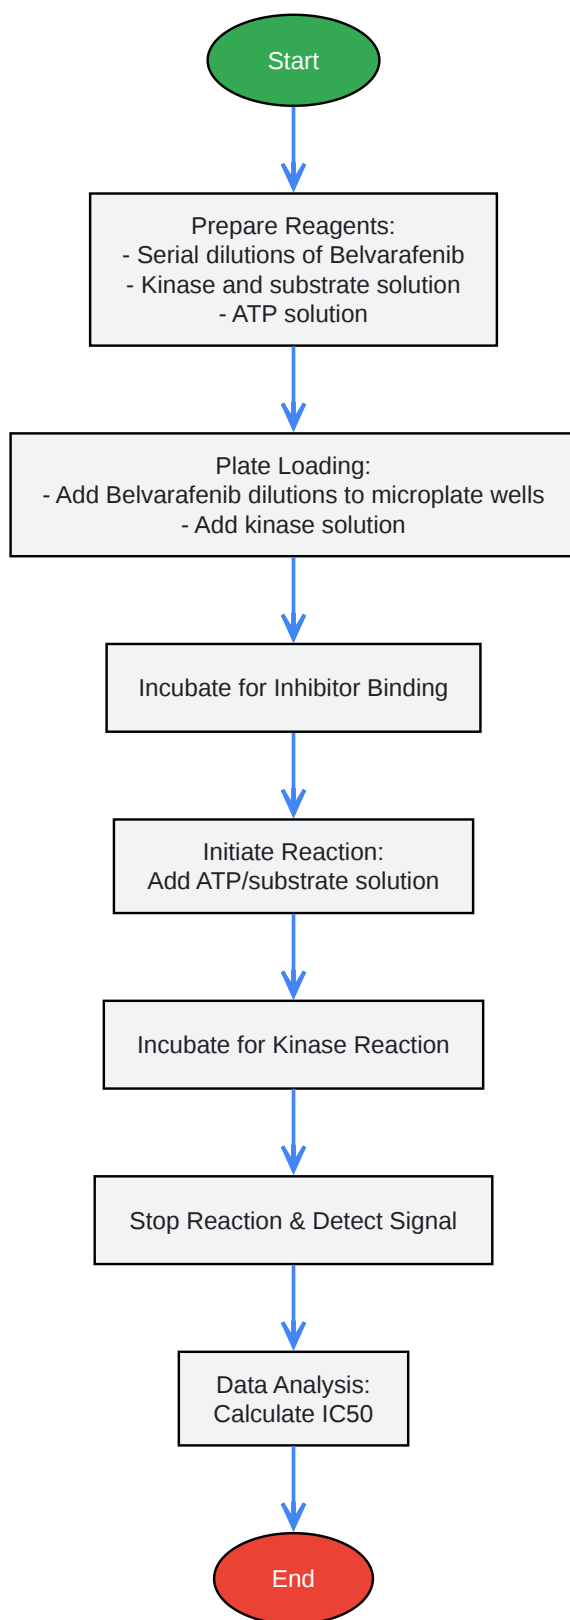 Start
Prepare Reagents:
- Serial dilutions of Belvarafenib
- Kinase and substrate solution
- ATP solution
Plate Loading:
- Add Belvarafenib dilutions to microplate wells
- Add kinase solution
Incubate for Inhibitor Binding
Initiate Reaction:
Add ATP/substrate solution
Incubate for Kinase Reaction
Stop Reaction & Detect Signal
Data Analysis:
Calculate IC50
End